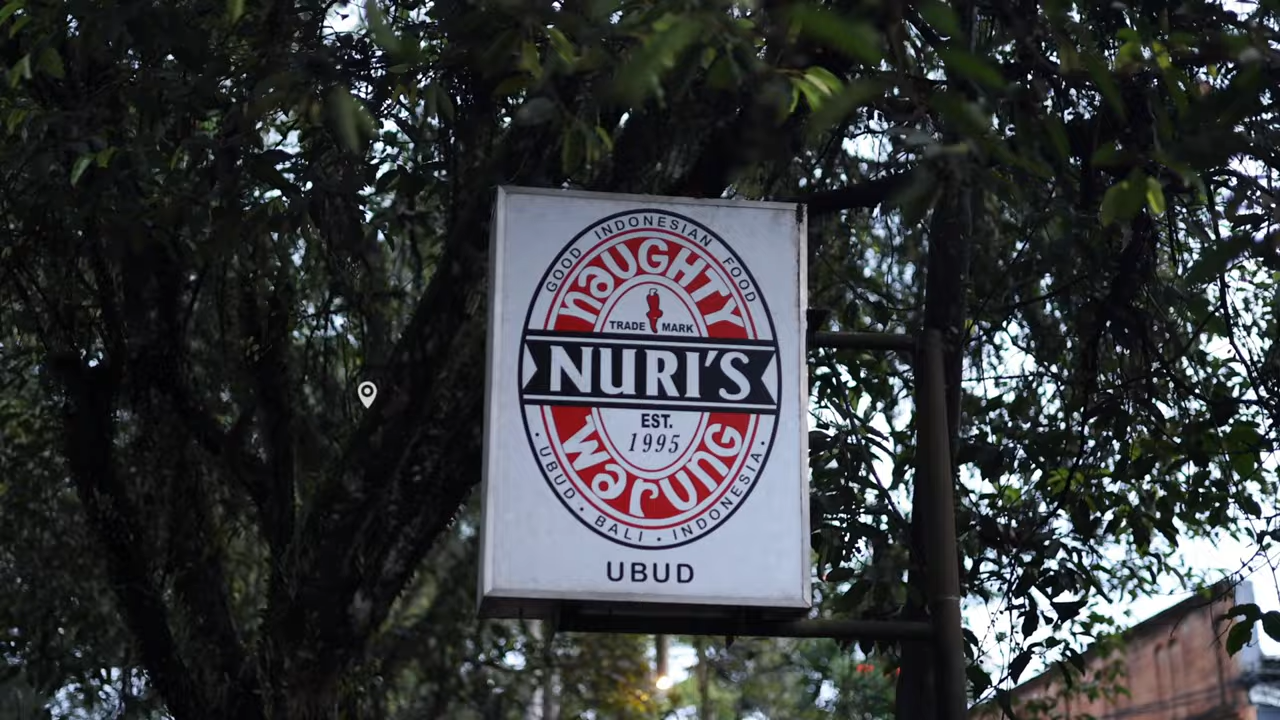 GOOD INDONESIAN FOOD
NAUGHTY
TRADE MARK
NURI'S
EST.
1995
WARUNG
• UBUD • BALI • INDONESIA •
UBUD